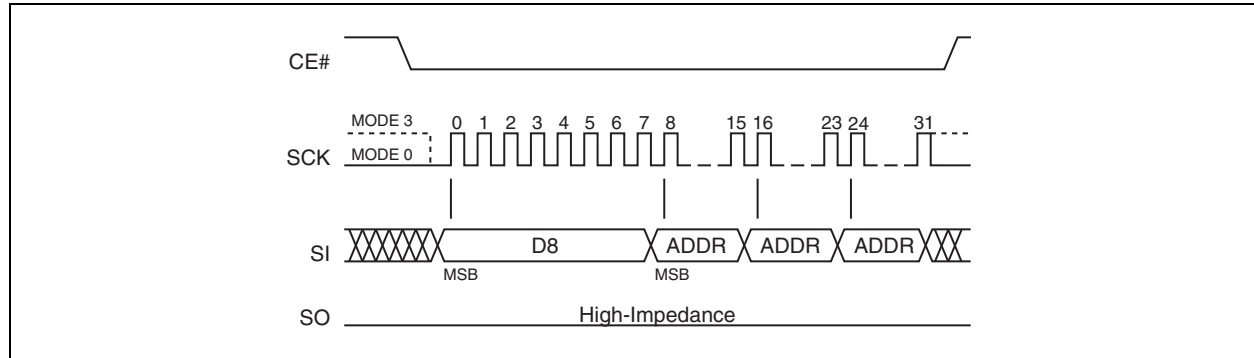 CE#
MODE 3
0 1 2 3 4 5 6 7 8 15 16 23 24 31
SCK
MODE 0
SI
D8 ADDR ADDR ADDR
MSB MSB
SO
High-Impedance